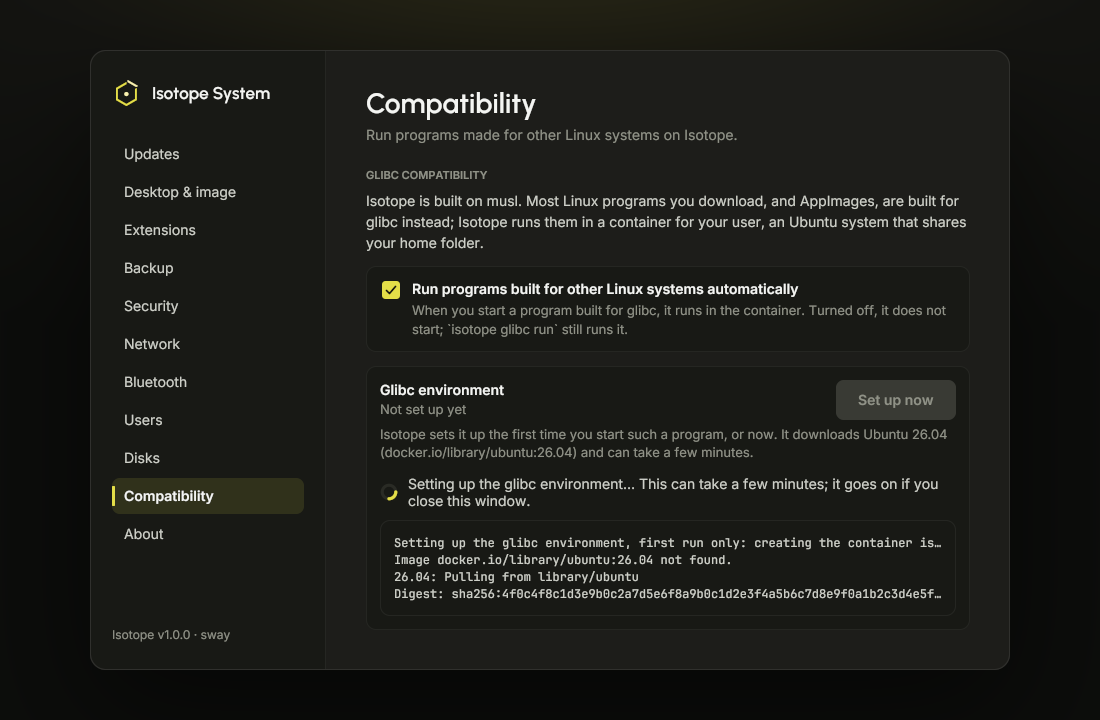 Isotope System
Updates
Desktop & image
Extensions
Backup
Security
Network
Bluetooth
Users
Disks
Compatibility
About
Isotope v1.0.0 · sway
Compatibility
Run programs made for other Linux systems on Isotope.
GLIBC COMPATIBILITY
Isotope is built on musl. Most Linux programs you download, and AppImages, are built for
glibc instead; Isotope runs them in a container for your user, an Ubuntu system that shares
your home folder.
Run programs built for other Linux systems automatically
When you start a program built for glibc, it runs in the container. Turned off, it does not
start; `isotope glibc run` still runs it.
Glibc environment
Not set up yet
Set up now
Isotope sets it up the first time you start such a program, or now. It downloads Ubuntu 26.04
(docker.io/library/ubuntu:26.04) and can take a few minutes.
Setting up the glibc environment... This can take a few minutes; it goes on if you
close this window.
Setting up the glibc environment, first run only: creating the container is…
Image docker.io/library/ubuntu:26.04 not found.
26.04: Pulling from library/ubuntu
Digest: sha256:4f0c4f8c1d3e9b0c2a7d5e6f8a9b0c1d2e3f4a5b6c7d8e9f0a1b2c3d4e5f…